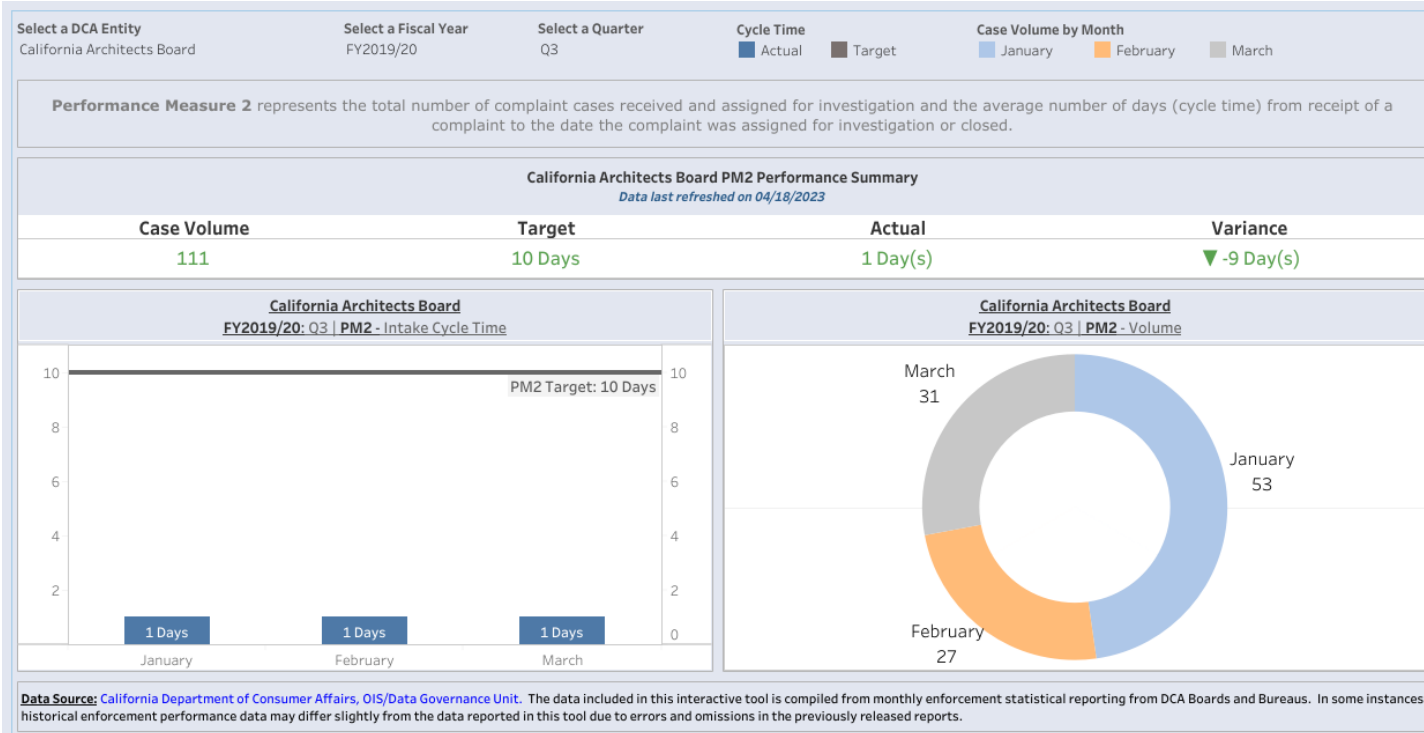 Select a DCA Entity
California Architects Board
Select a Fiscal Year
FY2019/20
Select a Quarter
Q3
Cycle Time
Actual
Target
Case Volume by Month
January
February
March
Performance Measure 2 represents the total number of complaint cases received and assigned for investigation and the average number of days (cycle time) from receipt of a
complaint to the date the complaint was assigned for investigation or closed.
California Architects Board PM2 Performance Summary
Data last refreshed on 04/18/2023
Case Volume Target Actual Variance
111 10 Days 1 Day(s) ▼ -9 Day(s)
California Architects Board
FY2019/20: Q3 | PM2 - Intake Cycle Time
10 10
PM2 Target: 10 Days
8 8
6 6
4 4
2 2
0
1 Days 1 Days 1 Days
January February March
California Architects Board
FY2019/20: Q3 | PM2 - Volume
March
31
January
53
February
27
Data Source: California Department of Consumer Affairs, OIS/Data Governance Unit. The data included in this interactive tool is compiled from monthly enforcement statistical reporting from DCA Boards and Bureaus. In some instances
historical enforcement performance data may differ slightly from the data reported in this tool due to errors and omissions in the previously released reports.